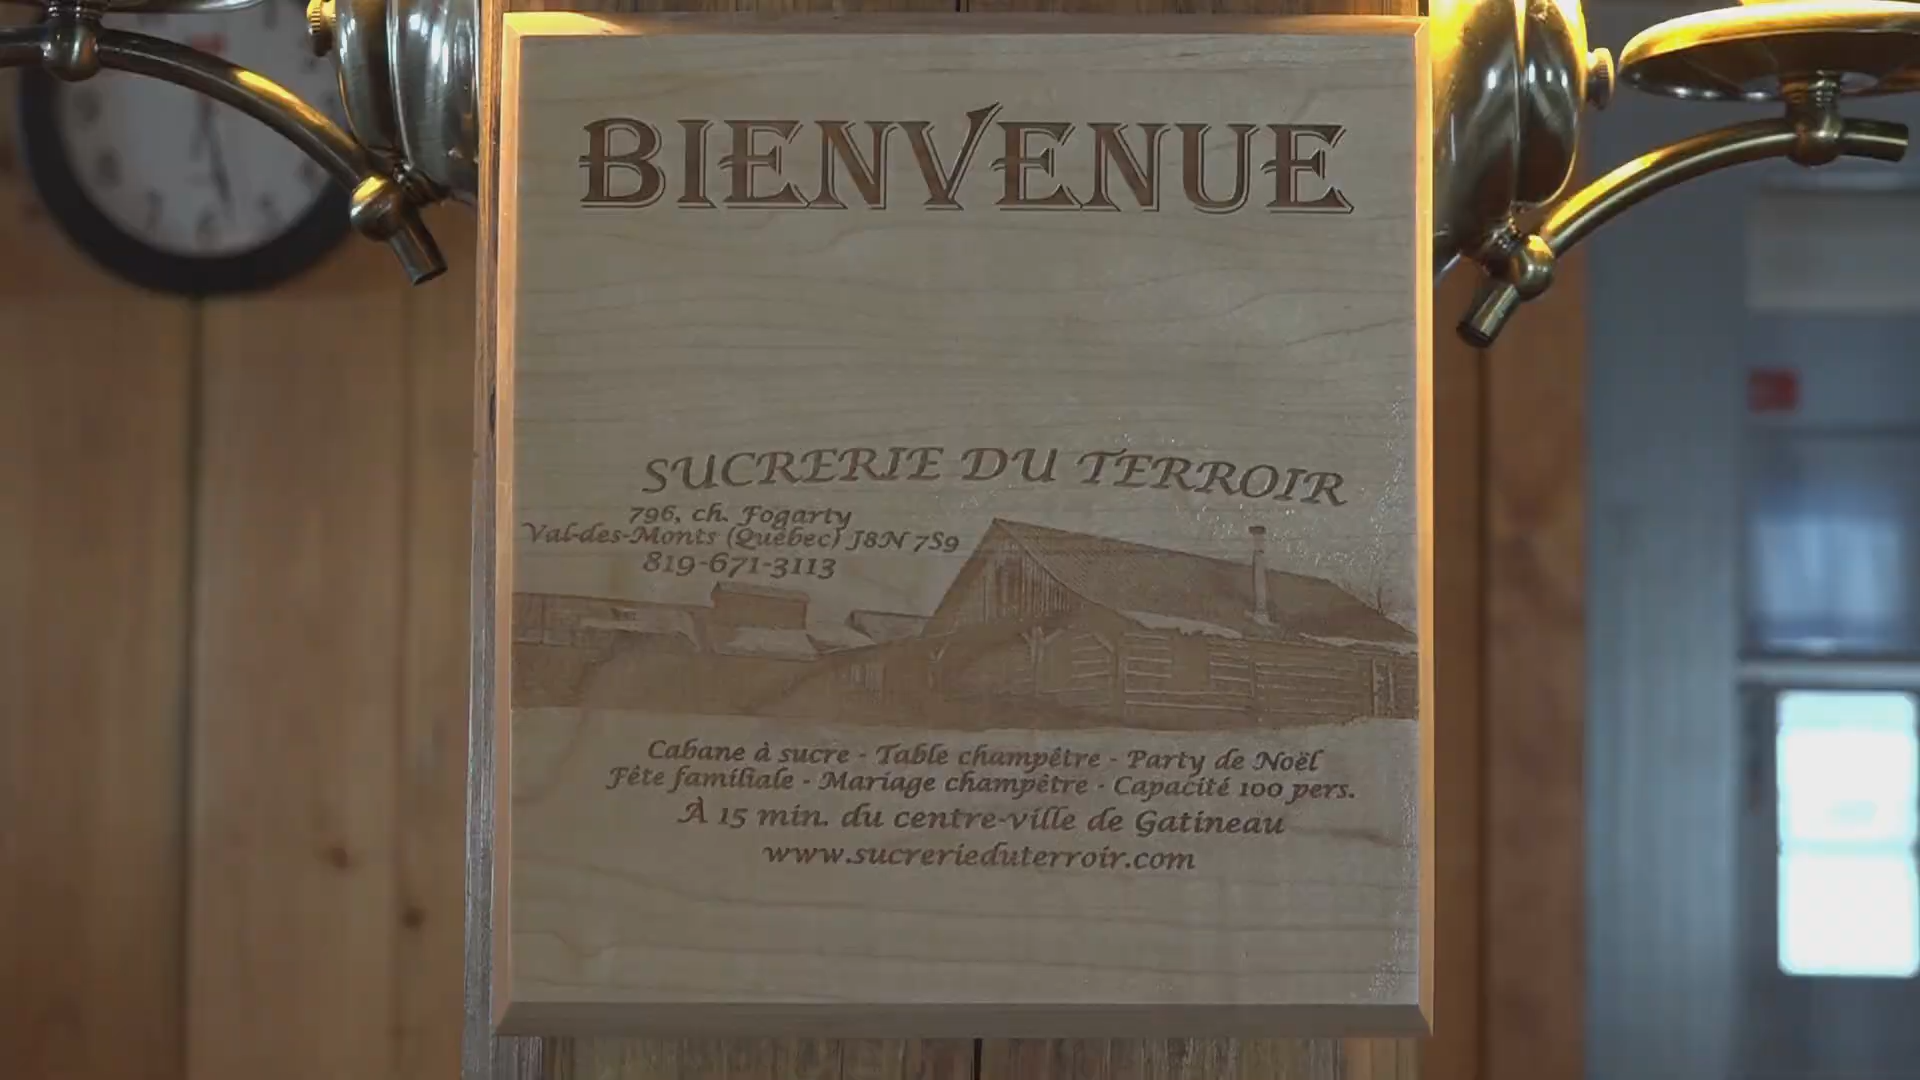 BIENVENUE
SUCRERIE DU TERROIR
796, ch. Fogarty
Val-des-Monts (Québec) J8N 7S9
819-671-3113
Cabane à sucre - Table champêtre - Party de Noël
Fête familiale - Mariage champêtre - Capacité 100 pers.
À 15 min. du centre-ville de Gatineau
www.sucrerieduterroir.com